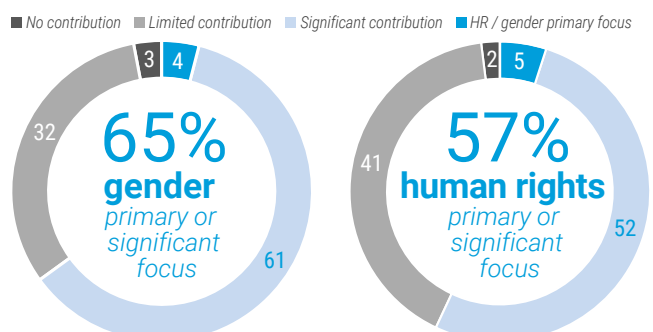 No contribution Limited contribution Significant contribution HR / gender primary focus
3 4
32
65%
gender
primary or
significant
focus
61
2 5
41
57%
human rights
primary or
significant
focus
52